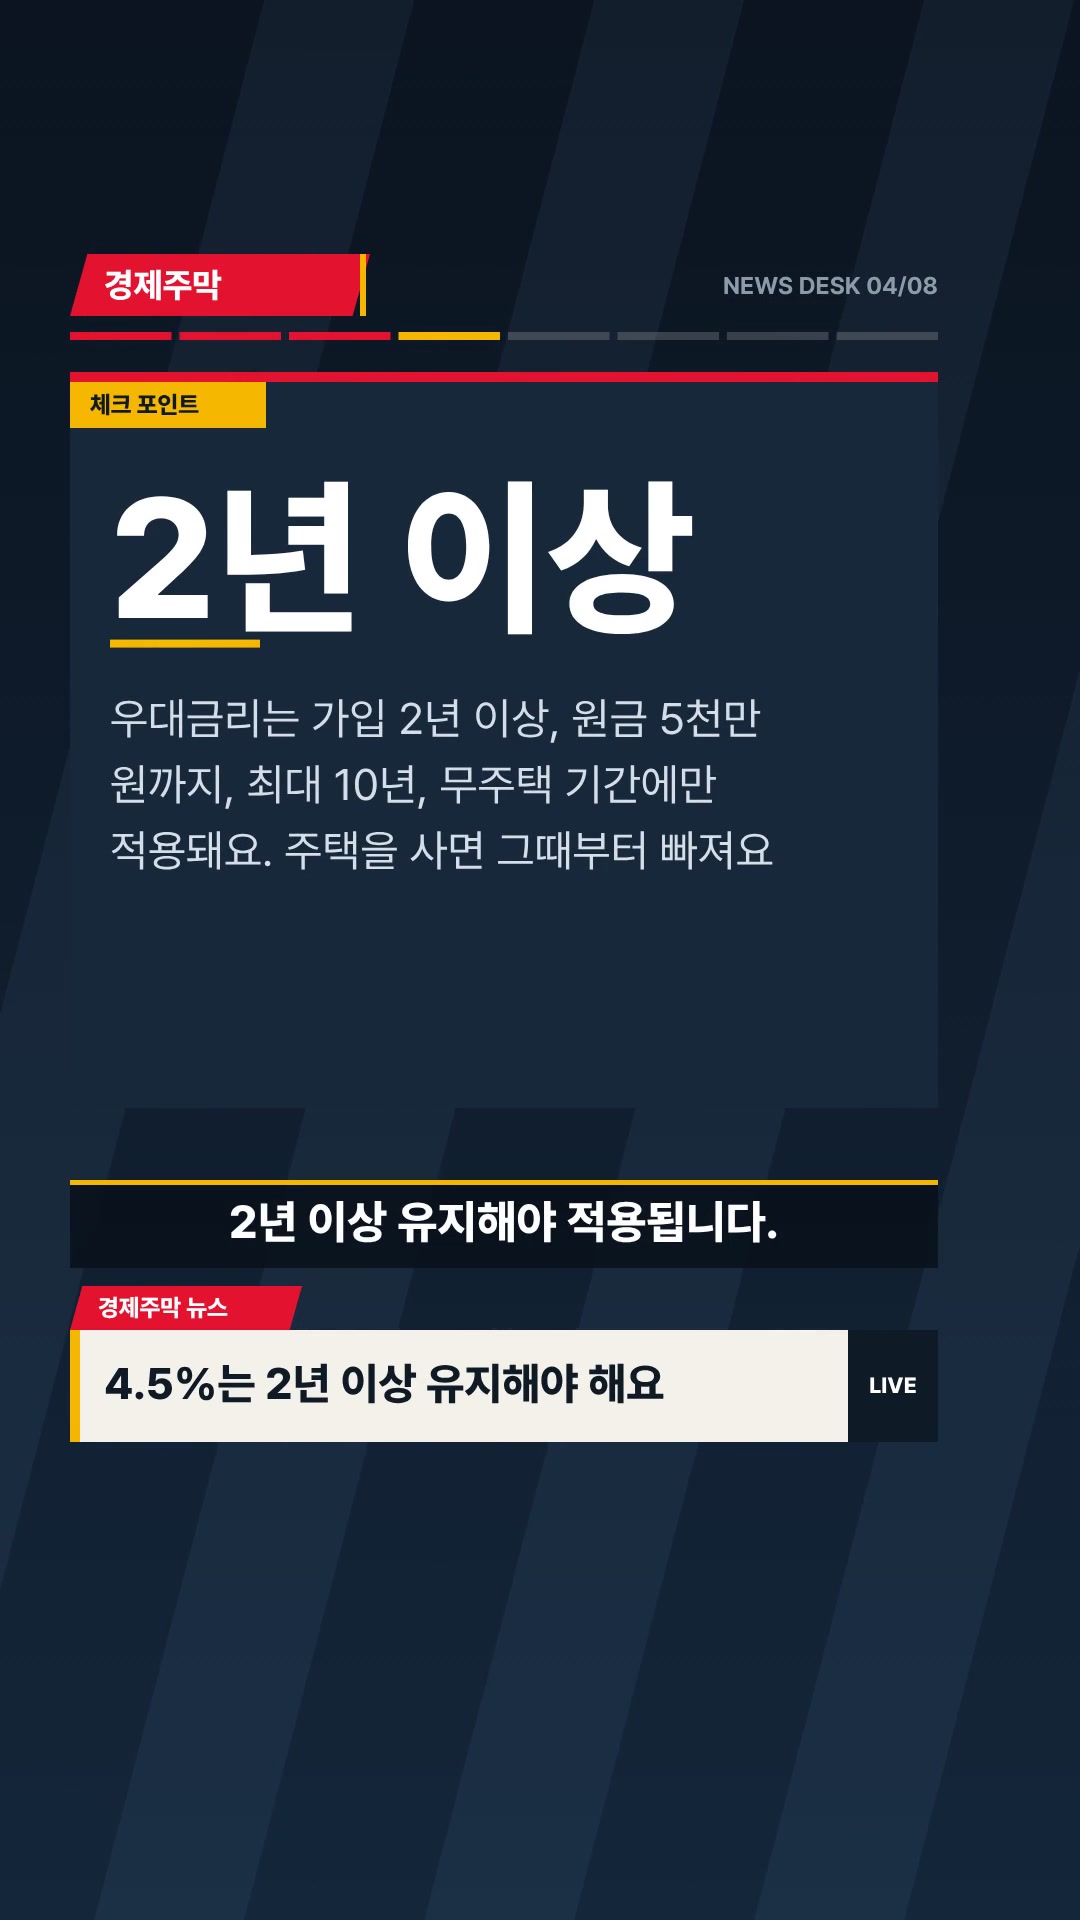 경제주막
NEWS DESK 04/08
체크 포인트
2년 이상
우대금리는 가입 2년 이상, 원금 5천만
원까지, 최대 10년, 무주택 기간에만
적용돼요. 주택을 사면 그때부터 빠져요
2년 이상 유지해야 적용됩니다.
경제주막 뉴스
4.5%는 2년 이상 유지해야 해요
LIVE